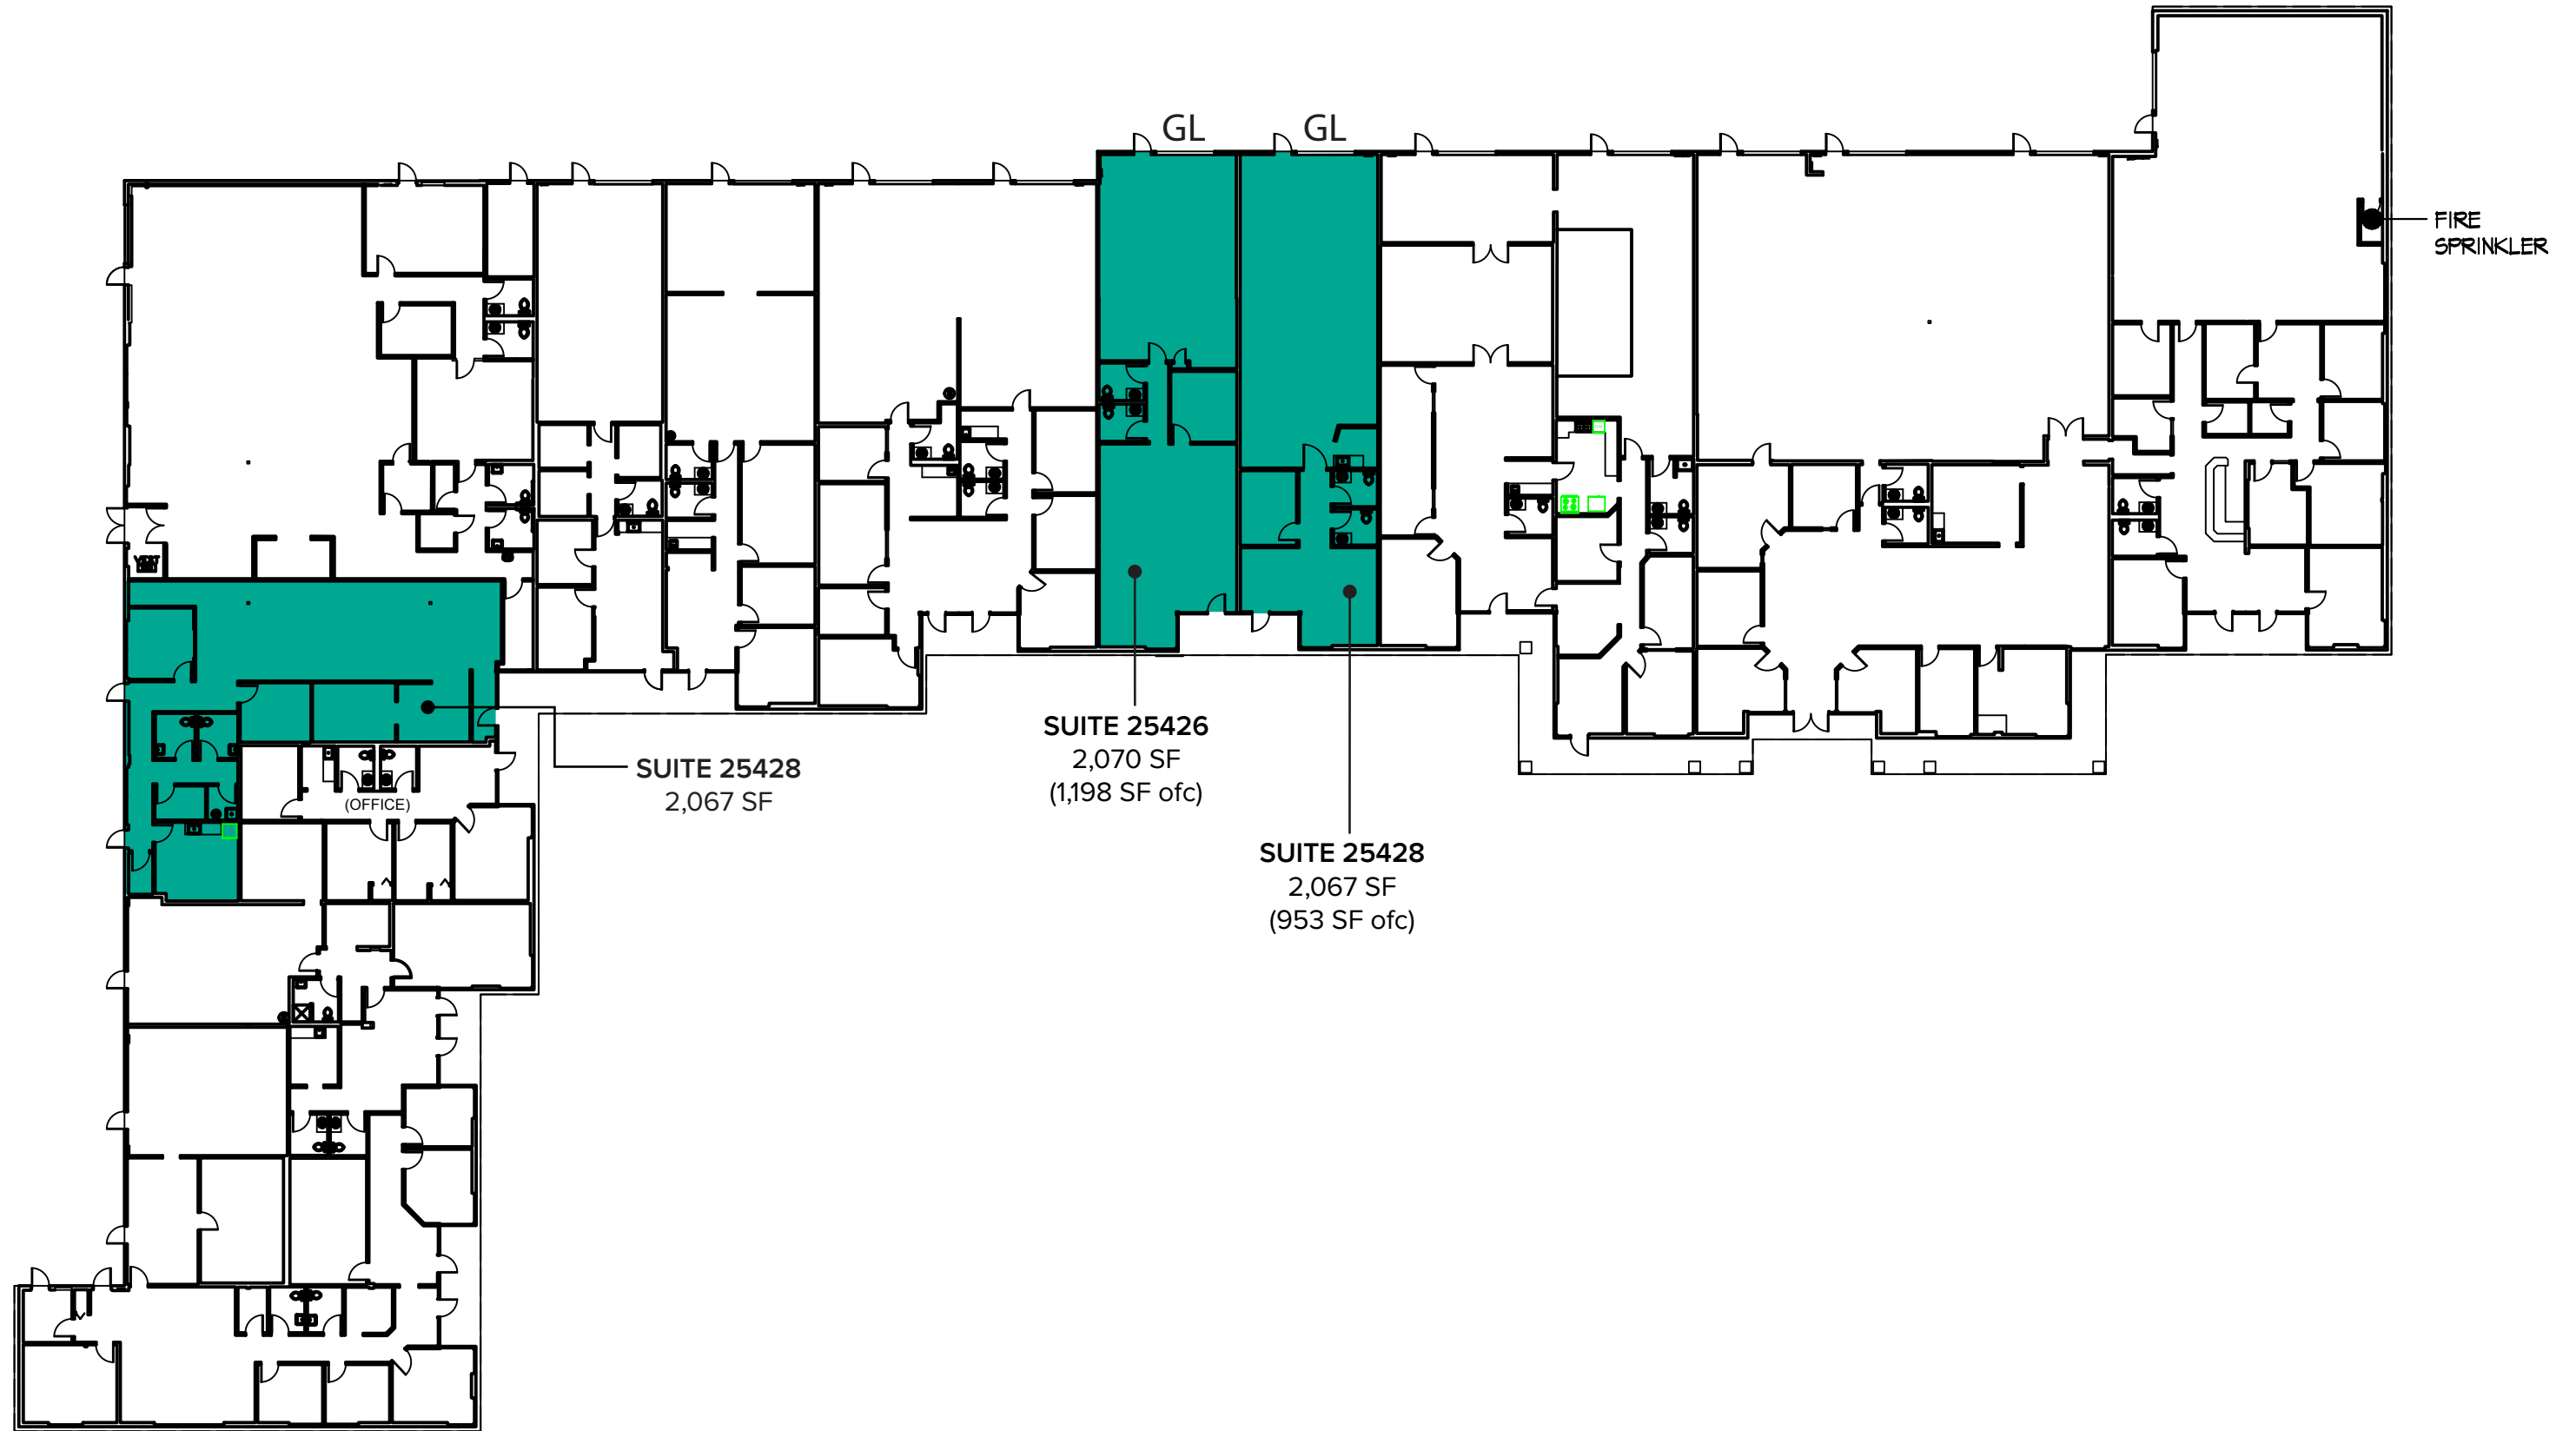 GL
GL
FIRE
SPRINKLER
SUITE 25428
2,067 SF
(OFFICE)
SUITE 25426
2,070 SF
(1,198 SF ofc)
SUITE 25428
2,067 SF
(953 SF ofc)